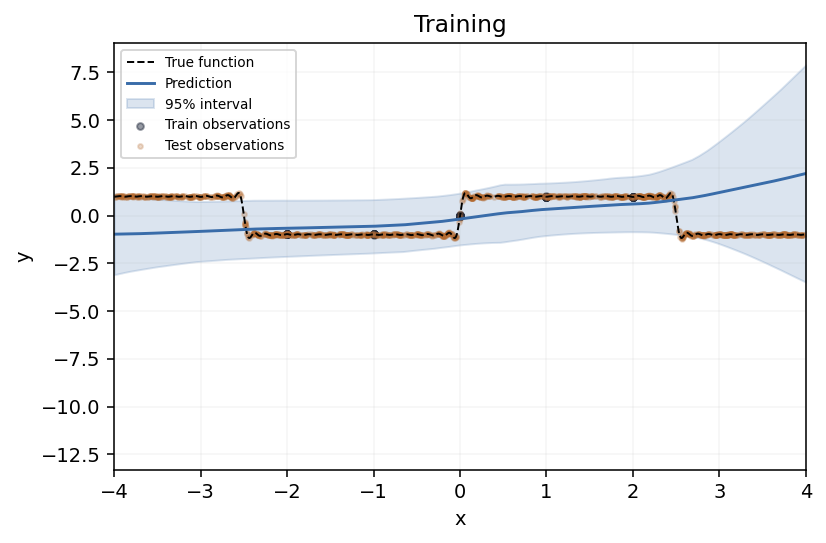 Training
7.5
5.0
2.5
0.0
−2.5
−5.0
−7.5
−10.0
−12.5
y
True function
Prediction
95% interval
Train observations
Test observations
−4 −3 −2 −1 0 1 2 3 4
x